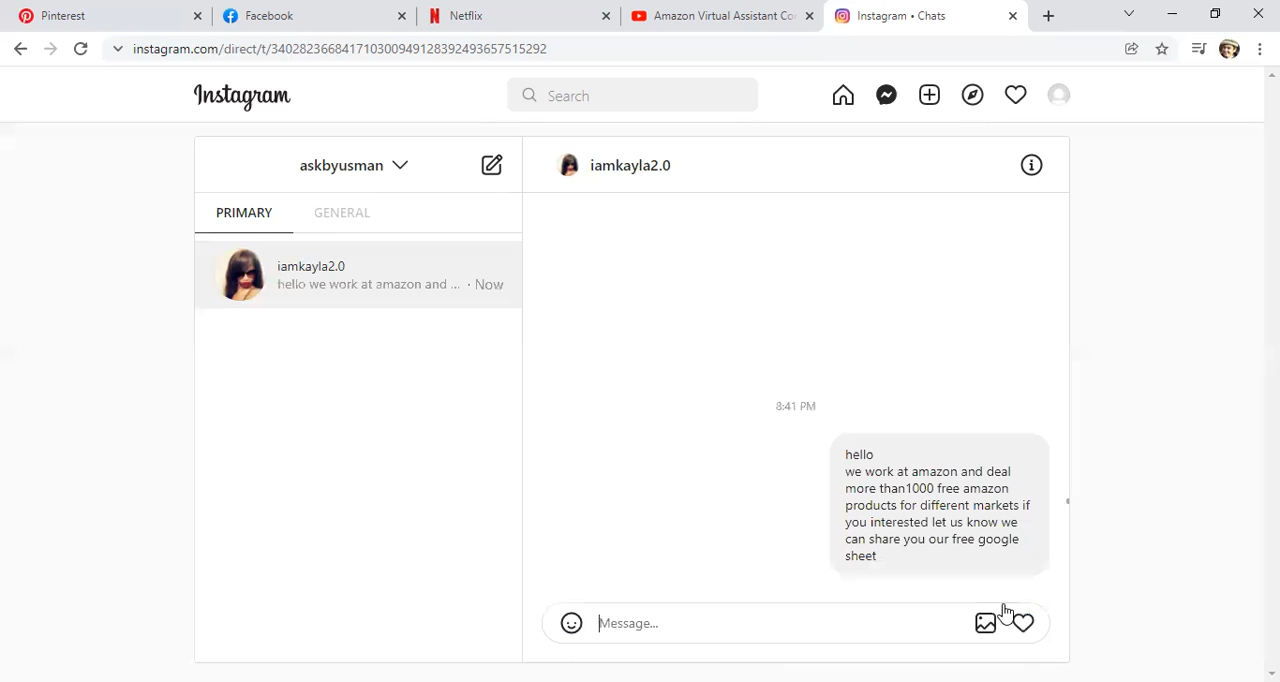 Pinterest
Facebook
Netflix
Amazon Virtual Assistant Co
Instagram • Chats
instagram.com/direct/t/340282366841710300949128392493657515292
Instagram
Search
askbyusman
iamkayla2.0
PRIMARY
GENERAL
iamkayla2.0
hello we work at amazon and ... · Now
8:41 PM
hello
we work at amazon and deal
more than1000 free amazon
products for different markets if
you interested let us know we
can share you our free google
sheet
Message...